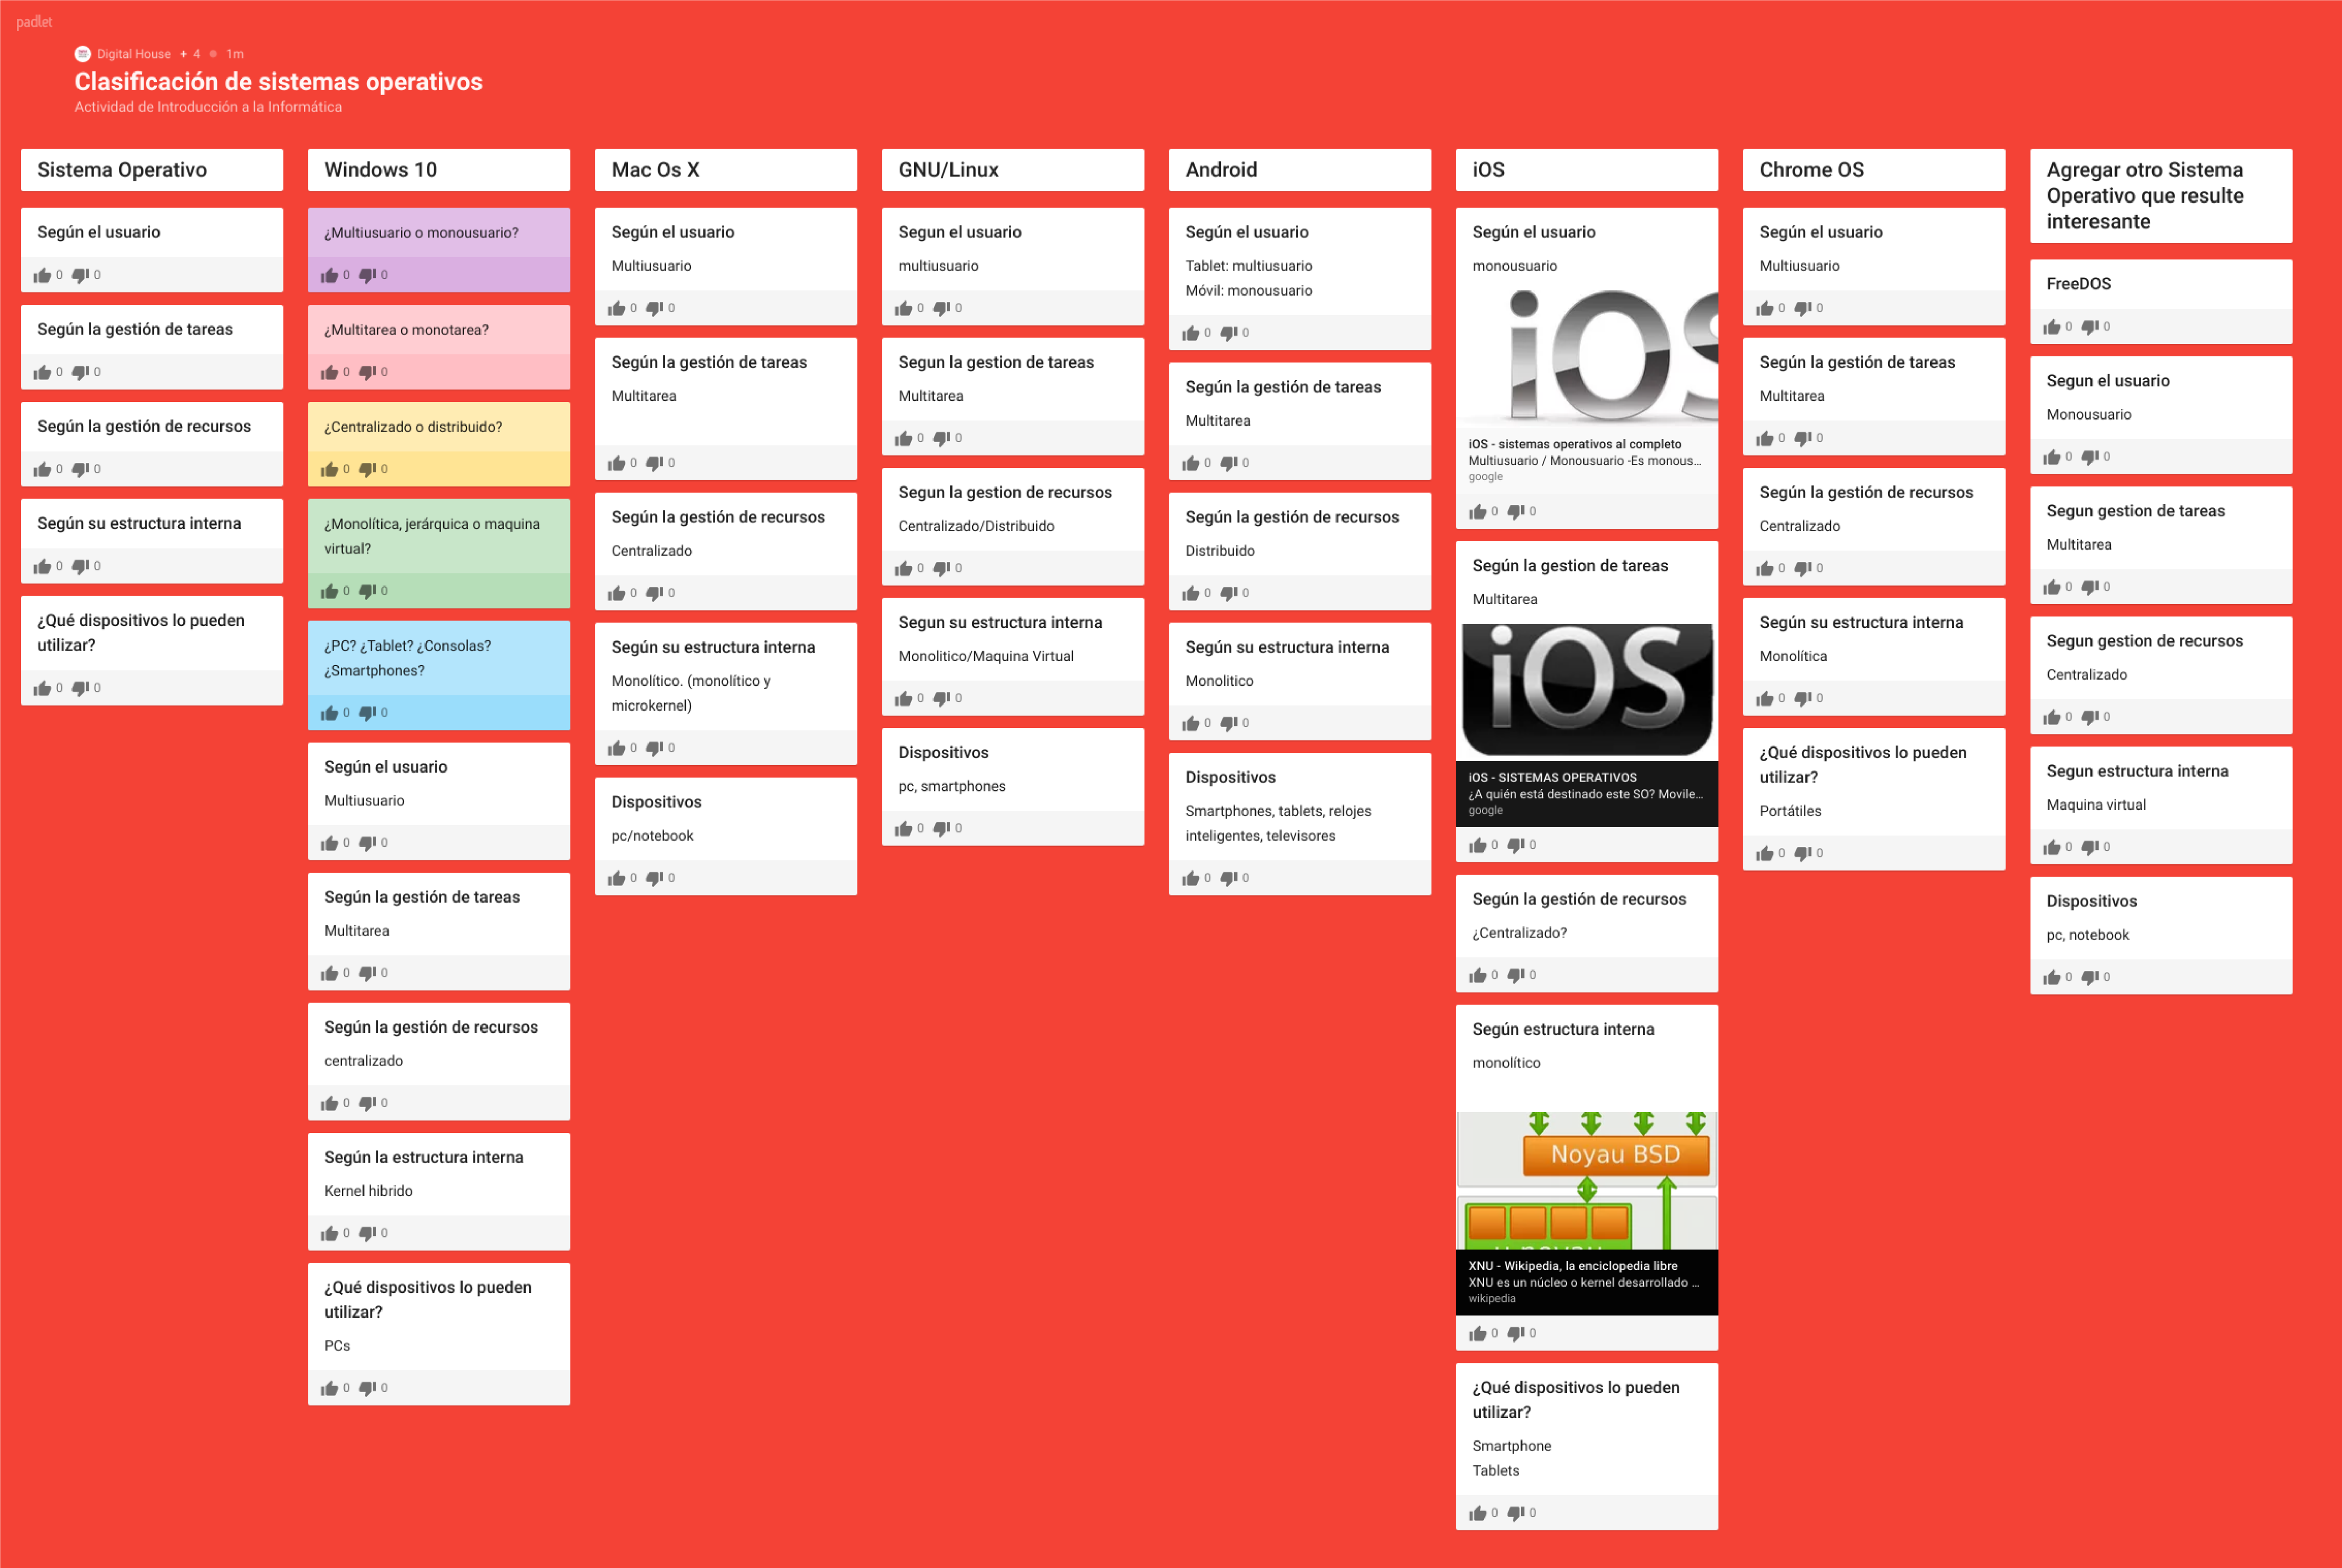 padlet
Digital House + 4 • 1m
Clasificación de sistemas operativos
Actividad de Introducción a la Informática
Sistema Operativo
Según el usuario
0 0
Según la gestión de tareas
0 0
Según la gestión de recursos
0 0
Según su estructura interna
0 0
¿Qué dispositivos lo pueden
utilizar?
0 0
Windows 10
¿Multiusuario o monousuario?
0 0
¿Multitarea o monotarea?
0 0
¿Centralizado o distribuido?
0 0
¿Monolítica, jerárquica o maquina
virtual?
0 0
¿PC? ¿Tablet? ¿Consolas?
¿Smartphones?
0 0
Según el usuario
Multiusuario
0 0
Según la gestión de tareas
Multitarea
0 0
Según la gestión de recursos
centralizado
0 0
Según la estructura interna
Kernel hibrido
0 0
¿Qué dispositivos lo pueden
utilizar?
PCs
0 0
Mac Os X
Según el usuario
Multiusuario
0 0
Según la gestión de tareas
Multitarea
0 0
Según la gestión de recursos
Centralizado
0 0
Según su estructura interna
Monolítico. (monolítico y
microkernel)
0 0
Dispositivos
pc/notebook
0 0
GNU/Linux
Segun el usuario
multiusuario
0 0
Segun la gestion de tareas
Multitarea
0 0
Segun la gestion de recursos
Centralizado/Distribuido
0 0
Segun su estructura interna
Monolitico/Maquina Virtual
0 0
Dispositivos
pc, smartphones
0 0
Android
Según el usuario
Tablet: multiusuario
Móvil: monousuario
0 0
Según la gestión de tareas
Multitarea
0 0
Según la gestión de recursos
Distribuido
0 0
Según su estructura interna
Monolitico
0 0
Dispositivos
Smartphones, tablets, relojes
inteligentes, televisores
0 0
iOS
Según el usuario
monousuario
iOS
iOS - sistemas operativos al completo
Multiusuario / Monousuario -Es monous...
google
0 0
Según la gestion de tareas
Multitarea
iOS
iOS - SISTEMAS OPERATIVOS
¿A quién está destinado este SO? Movile...
google
0 0
Según la gestión de recursos
¿Centralizado?
0 0
Según estructura interna
monolítico
Noyau BSD
XNU - Wikipedia, la enciclopedia libre
XNU es un núcleo o kernel desarrollado ...
wikipedia
0 0
¿Qué dispositivos lo pueden
utilizar?
Smartphone
Tablets
0 0
Chrome OS
Según el usuario
Multiusuario
0 0
Según la gestión de tareas
Multitarea
0 0
Según la gestión de recursos
Centralizado
0 0
Según su estructura interna
Monolítica
0 0
¿Qué dispositivos lo pueden
utilizar?
Portátiles
0 0
Agregar otro Sistema
Operativo que resulte
interesante
FreeDOS
0 0
Segun el usuario
Monousuario
0 0
Segun gestion de tareas
Multitarea
0 0
Segun gestion de recursos
Centralizado
0 0
Segun estructura interna
Maquina virtual
0 0
Dispositivos
pc, notebook
0 0